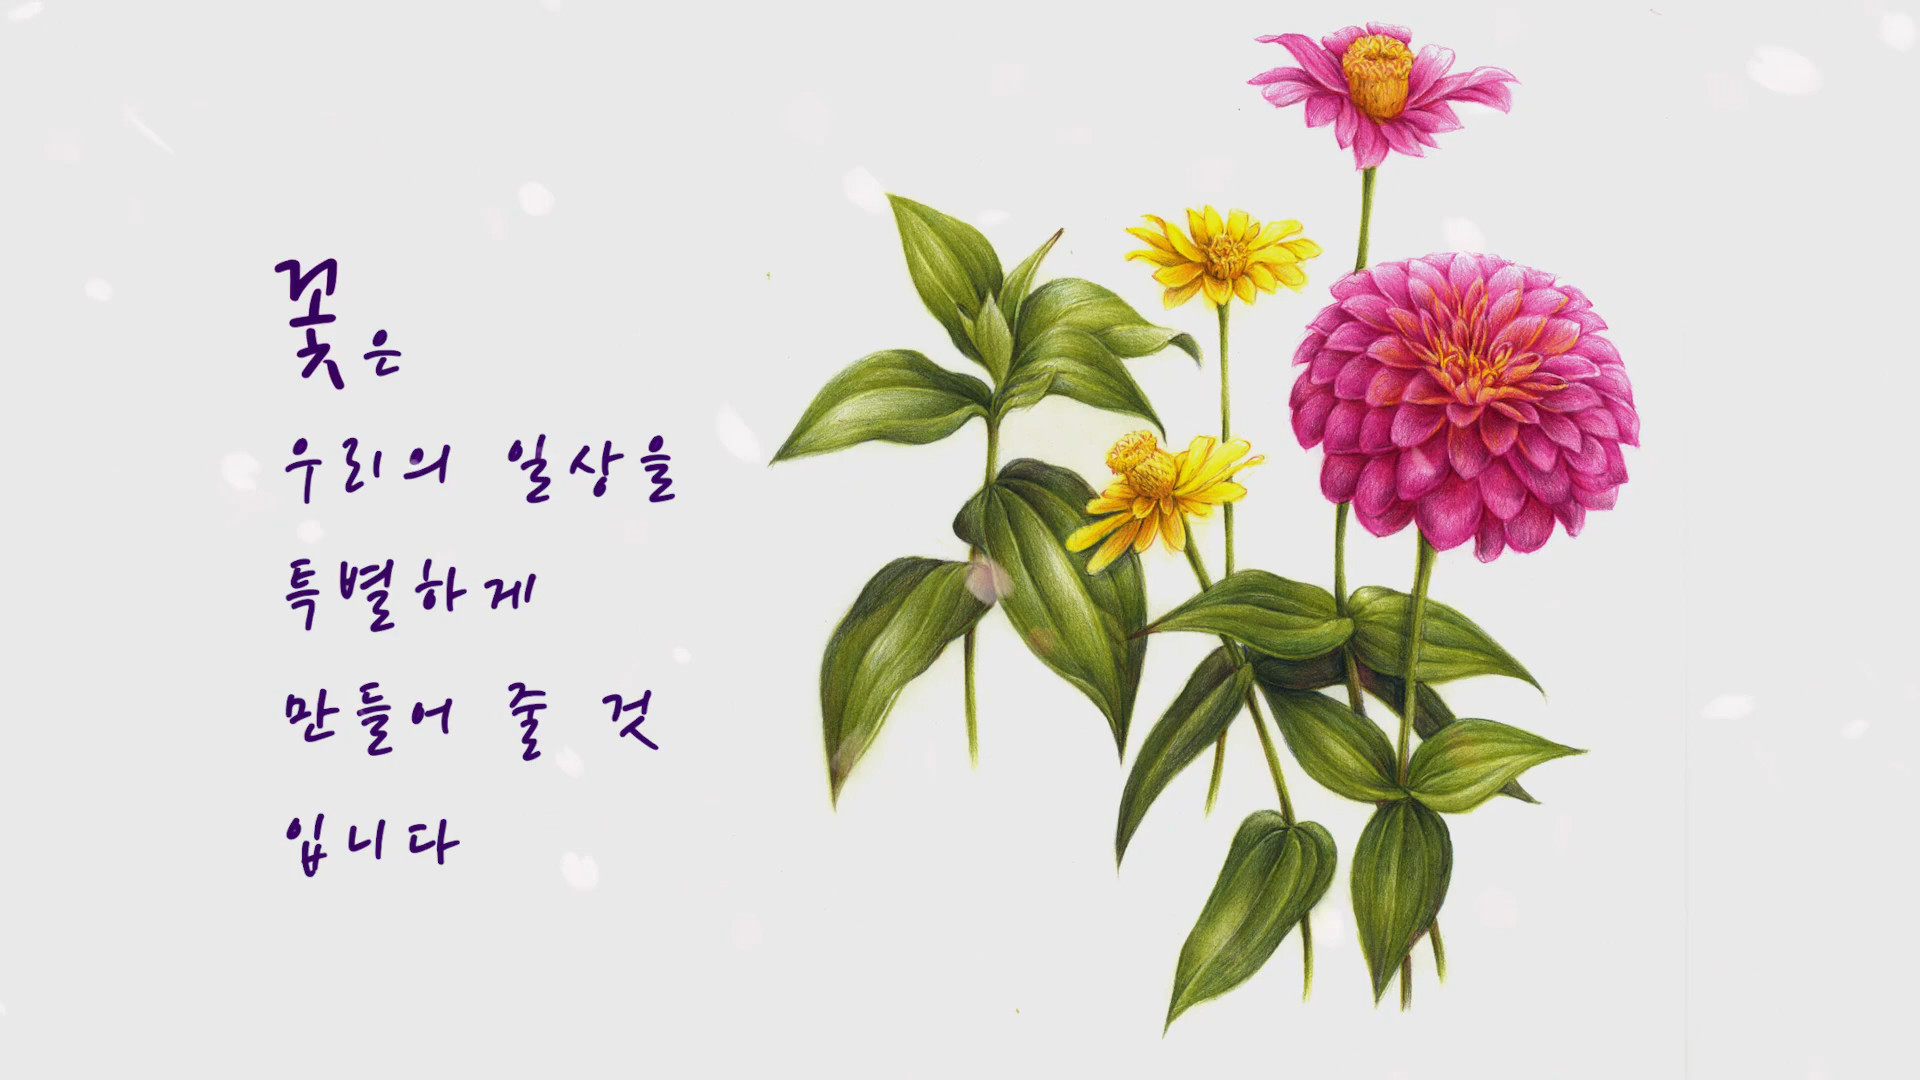 꽃은
우리의 일상을
특별하게
만들어 줄 것
입니다